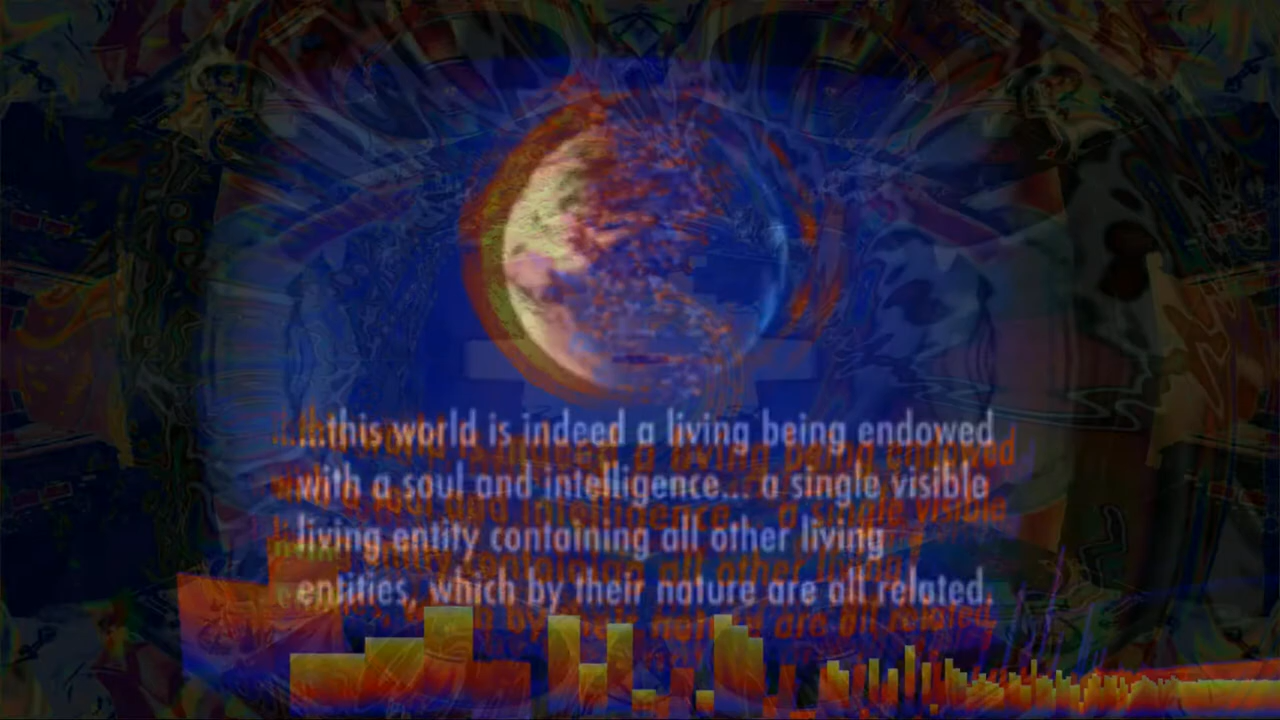 ...this world is indeed a living being endowed
with a soul and intelligence... a single visible
living entity containing all other living
entities, which by their nature are all related.